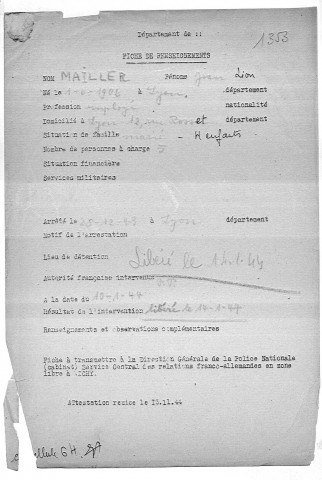 Département de ::
1353
FICHE DE RENSEIGNEMENTS
NOM MAÏLLER Prénoms Jean Léon
Né le 1906 à Lyon département
Profession employé nationalité
Domicilié à Lyon 18, rue département
Situation de famille marié - 4 enfants
Nombre de personnes à charge 5
Situation financière
Services militaires
Arrêté le 25-12-43 à Lyon département
Motif de l'arrestation
Lieu de détention Libéré le 14.1.44
Autorité française intervenue
A la date du 10-1-44
Résultat de l'intervention libéré le 14-1-44
Renseignements et observations complémentaires
Fiche à transmettre à la Direction Générale de la Police Nationale
(cabinet) Service Central des relations franco-allemandes en zone
libre à VICHY.
Attestation remise le 15.11.44